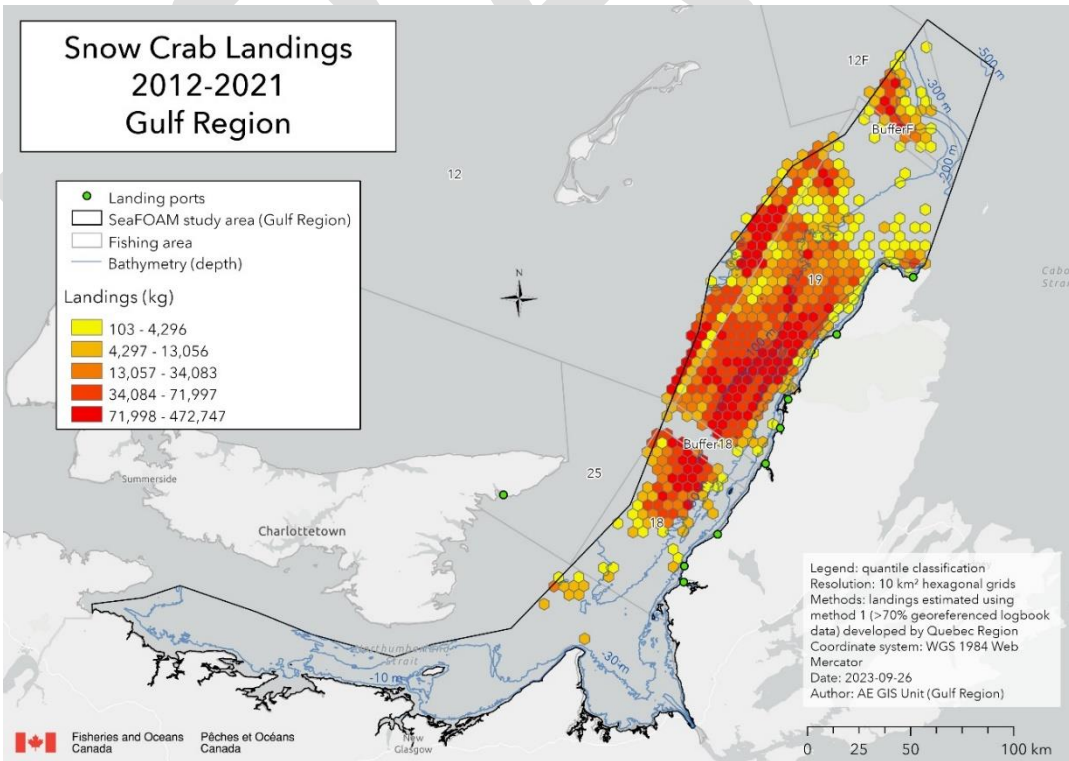 Snow Crab Landings
2012-2021
Gulf Region
Landing ports
SeaFOAM study area (Gulf Region)
Fishing area
Bathymetry (depth)
Landings (kg)
103 - 4,296
4,297 - 13,056
13,057 - 34,083
34,084 - 71,997
71,998 - 472,747
12F
-500 m
-300 m
BufferF
-200 m
12
N
19
-100 m
Buffer18
25
18
Summerside
Charlottetown
Strait
-10 m
-30 m
New
Glasgow
Legend: quantile classification
Resolution: 10 km² hexagonal grids
Methods: landings estimated using
method 1 (>70% georeferenced logbook
data) developed by Quebec Region
Coordinate system: WGS 1984 Web
Mercator
Date: 2023-09-26
Author: AE GIS Unit (Gulf Region)
Fisheries and Oceans
Canada
Pêches et Océans
Canada
0 25 50 100 km